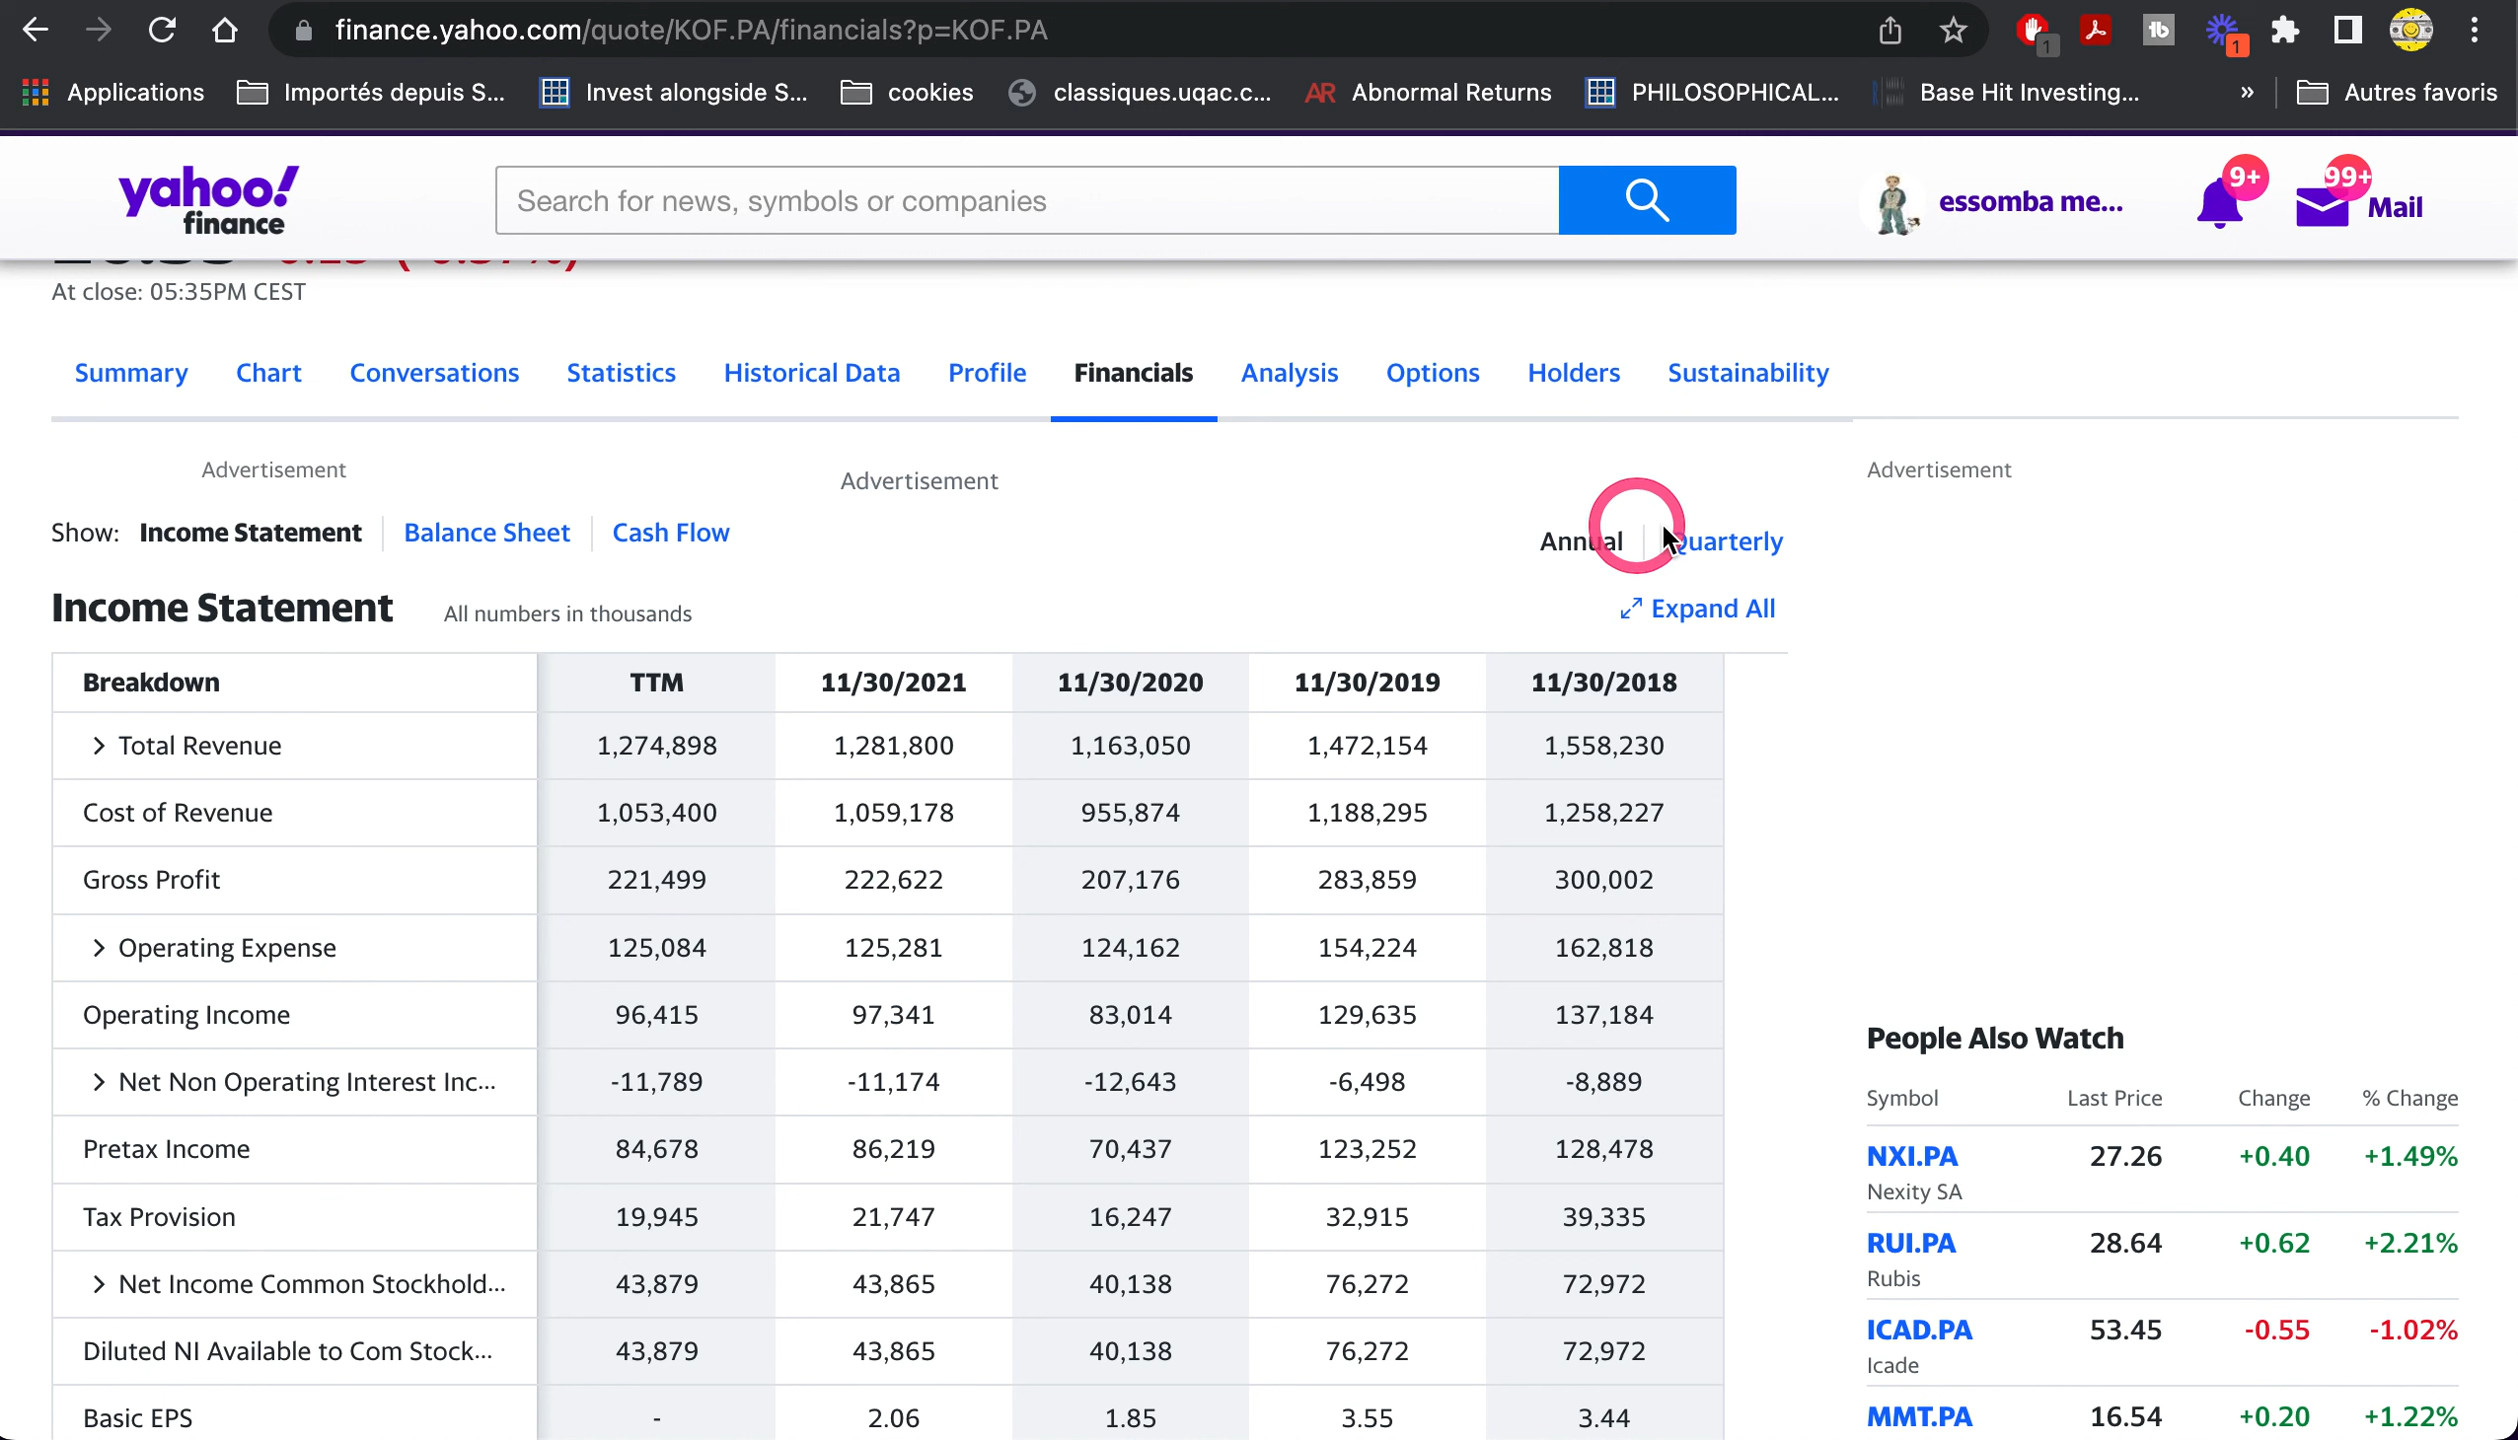 finance.yahoo.com/quote/KOF.PA/financials?p=KOF.PA
1
1
Applications Importés depuis S... Invest alongside S... cookies classiques.uqac.c... AR Abnormal Returns PHILOSOPHICAL... Base Hit Investing... » Autres favoris
yahoo!
finance
Search for news, symbols or companies
essomba me...
9+
99+
Mail
At close: 05:35PM CEST
Summary Chart Conversations Statistics Historical Data Profile Financials Analysis Options Holders Sustainability
Advertisement
Advertisement
Advertisement
Show: Income Statement Balance Sheet Cash Flow
Annual Quarterly
Income Statement All numbers in thousands
Expand All
Breakdown TTM 11/30/2021 11/30/2020 11/30/2019 11/30/2018
Total Revenue 1,274,898 1,281,800 1,163,050 1,472,154 1,558,230
Cost of Revenue 1,053,400 1,059,178 955,874 1,188,295 1,258,227
Gross Profit 221,499 222,622 207,176 283,859 300,002
Operating Expense 125,084 125,281 124,162 154,224 162,818
Operating Income 96,415 97,341 83,014 129,635 137,184
Net Non Operating Interest Inc... -11,789 -11,174 -12,643 -6,498 -8,889
Pretax Income 84,678 86,219 70,437 123,252 128,478
Tax Provision 19,945 21,747 16,247 32,915 39,335
Net Income Common Stockhold... 43,879 43,865 40,138 76,272 72,972
Diluted NI Available to Com Stock... 43,879 43,865 40,138 76,272 72,972
Basic EPS - 2.06 1.85 3.55 3.44
People Also Watch
Symbol Last Price Change % Change
NXI.PA 27.26 +0.40 +1.49%
Nexity SA
RUI.PA 28.64 +0.62 +2.21%
Rubis
ICAD.PA 53.45 -0.55 -1.02%
Icade
MMT.PA 16.54 +0.20 +1.22%